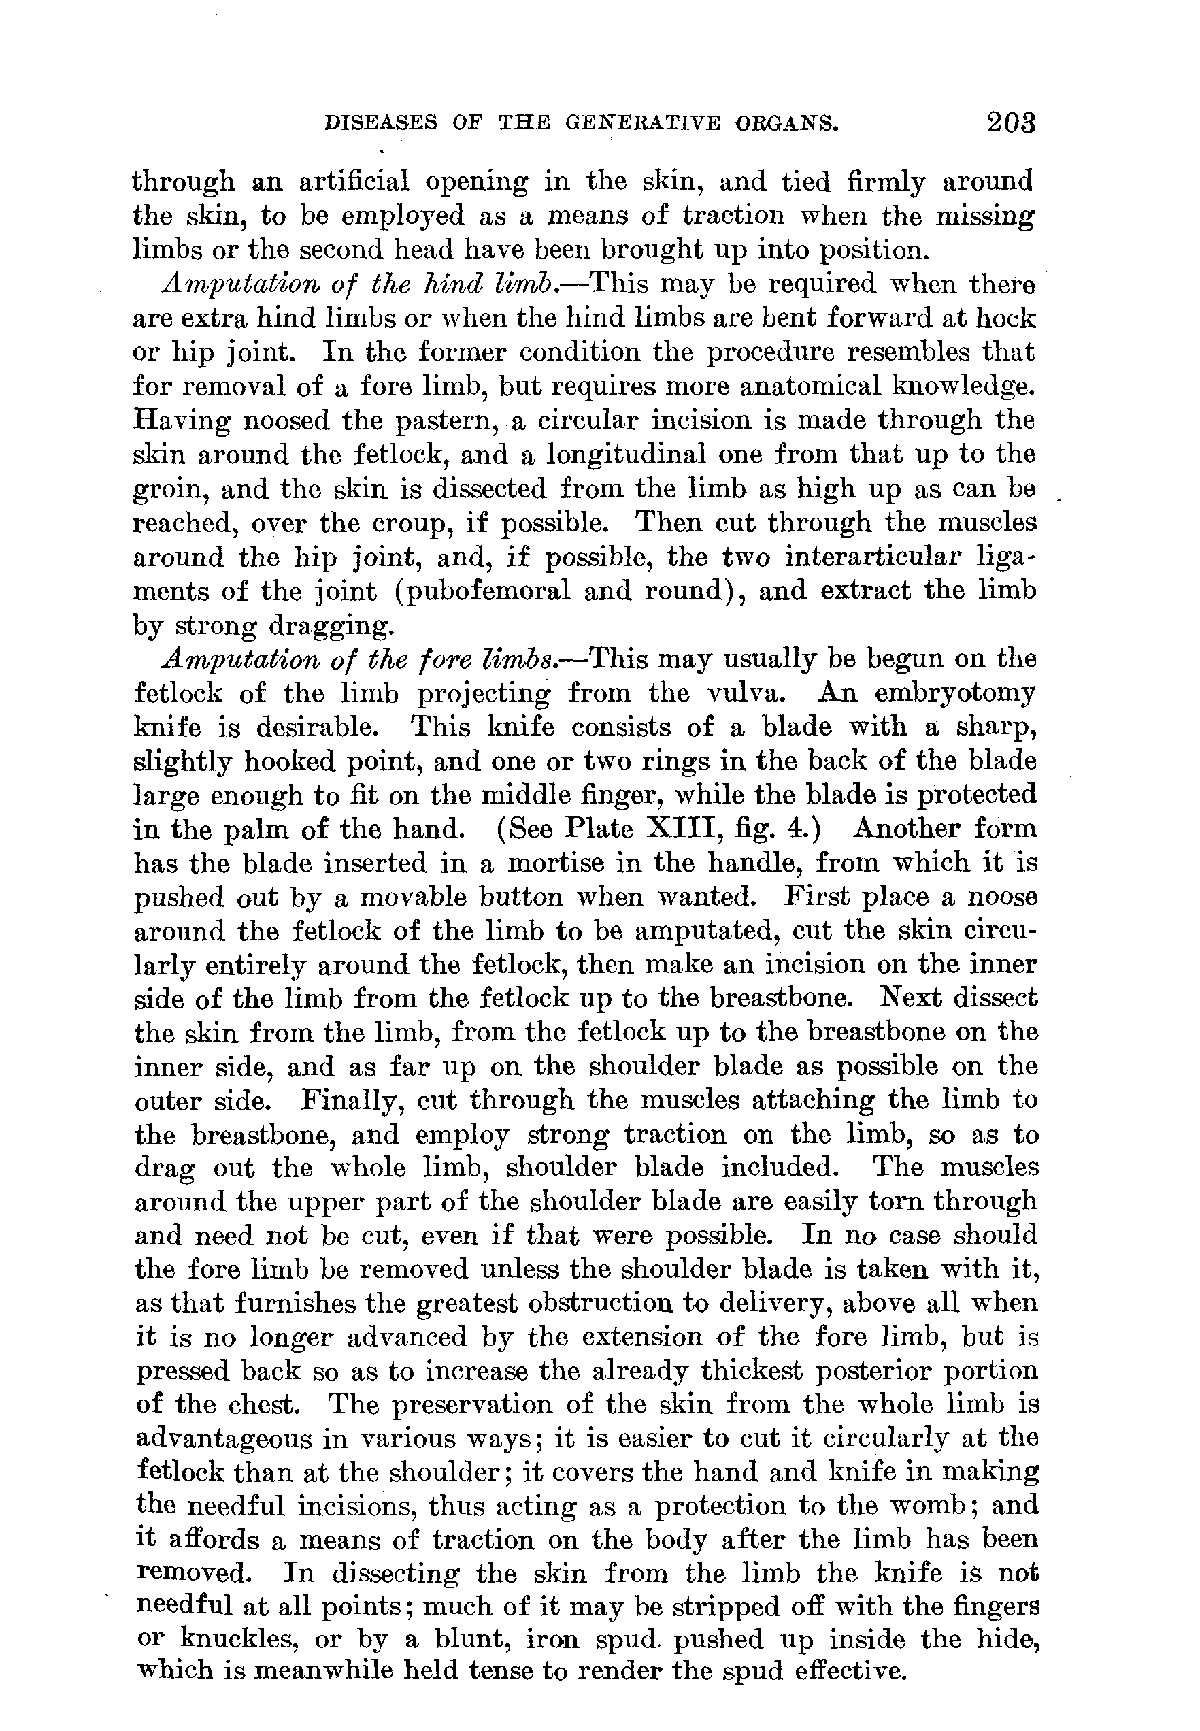 DISEASES OF THE GENERATIVE ORGANS. 203
through an artificial opening in the skin, and tied firmly around
the skin, to be employed as a means of traction when the missing
limbs or the second head have been brought up into position.
Amputation of the hind limb.—This may be required when there
are extra hind limbs or when the hind limbs are bent forward at hock
or hip joint. In the former condition the procedure resembles that
for removal of a fore limb, but requires more anatomical knowledge.
Having noosed the pastern, a circular incision is made through the
skin around the fetlock, and a longitudinal one from that up to the
groin, and the skin is dissected from the limb as high up as can be
reached, over the croup, if possible. Then cut through the muscles
around the hip joint, and, if possible, the two interarticular liga-
ments of the joint (pubofemoral and round), and extract the limb
by strong dragging.
Amputation of the fore limbs.—This may usually be begun on the
fetlock of the limb projecting from the vulva. An embryotomy
knife is desirable. This knife consists of a blade with a sharp,
slightly hooked point, and one or two rings in the back of the blade
large enough to fit on the middle finger, while the blade is protected
in the palm of the hand. (See Plate XIII, fig. 4.) Another form
has the blade inserted in a mortise in the handle, from which it is
pushed out by a movable button when wanted. First place a noose
around the fetlock of the limb to be amputated, cut the skin circu-
larly entirely around the fetlock, then make an incision on the inner
side of the limb from the fetlock up to the breastbone. Next dissect
the skin from the limb, from the fetlock up to the breastbone on the
inner side, and as far up on the shoulder blade as possible on the
outer side. Finally, cut through the muscles attaching the limb to
the breastbone, and employ strong traction on the limb, so as to
drag out the whole limb, shoulder blade included. The muscles
around the upper part of the shoulder blade are easily torn through
and need not be cut, even if that were possible. In no case should
the fore limb be removed unless the shoulder blade is taken with it,
as that furnishes the greatest obstruction to delivery, above all when
it is no longer advanced by the extension of the fore limb, but is
pressed back so as to increase the already thickest posterior portion
of the chest. The preservation of the skin from the whole limb is
advantageous in various ways; it is easier to cut it circularly at the
fetlock than at the shoulder; it covers the hand and knife in making
the needful incisions, thus acting as a protection to the womb; and
it affords a means of traction on the body after the limb has been
removed. In dissecting the skin from the limb the knife is not
needful at all points; much of it may be stripped off with the fingers
or knuckles, or by a blunt, iron spud. pushed up inside the hide,
which is meanwhile held tense to render the spud effective.